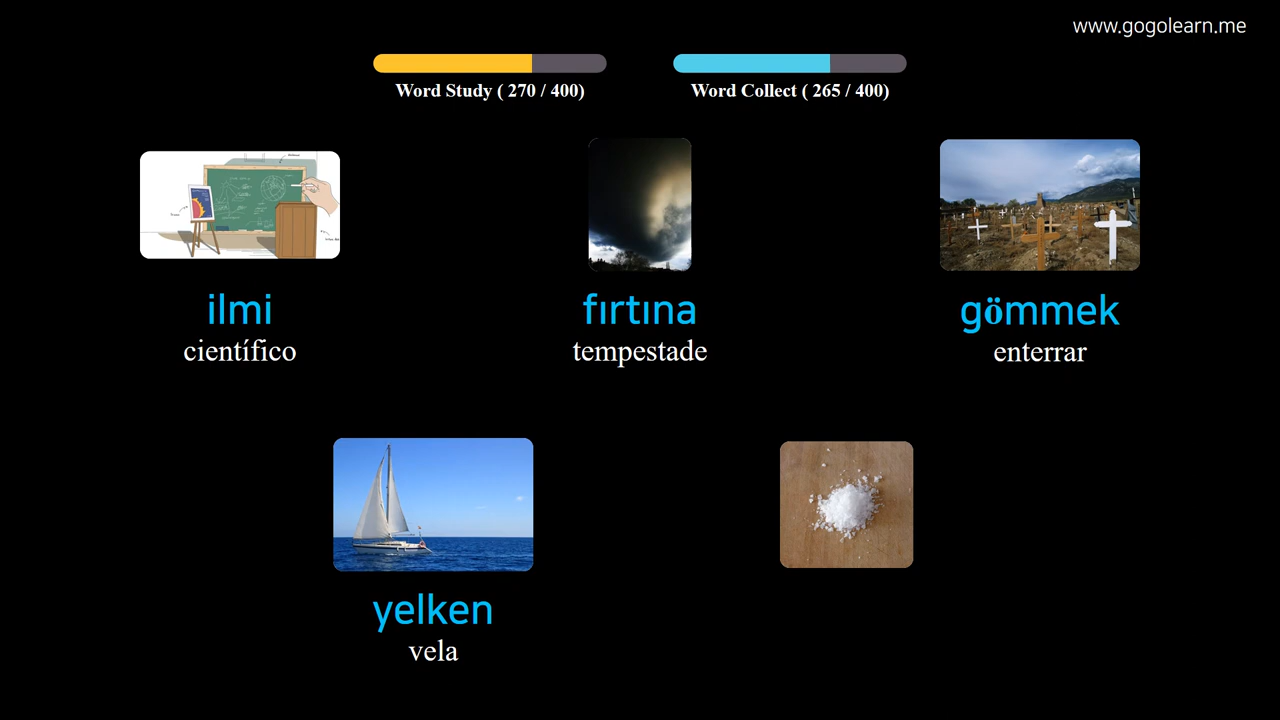 www.gogolearn.me
Word Study ( 270 / 400)
Word Collect ( 265 / 400)
ilmi
científico
fırtına
tempestade
gömmek
enterrar
yelken
vela